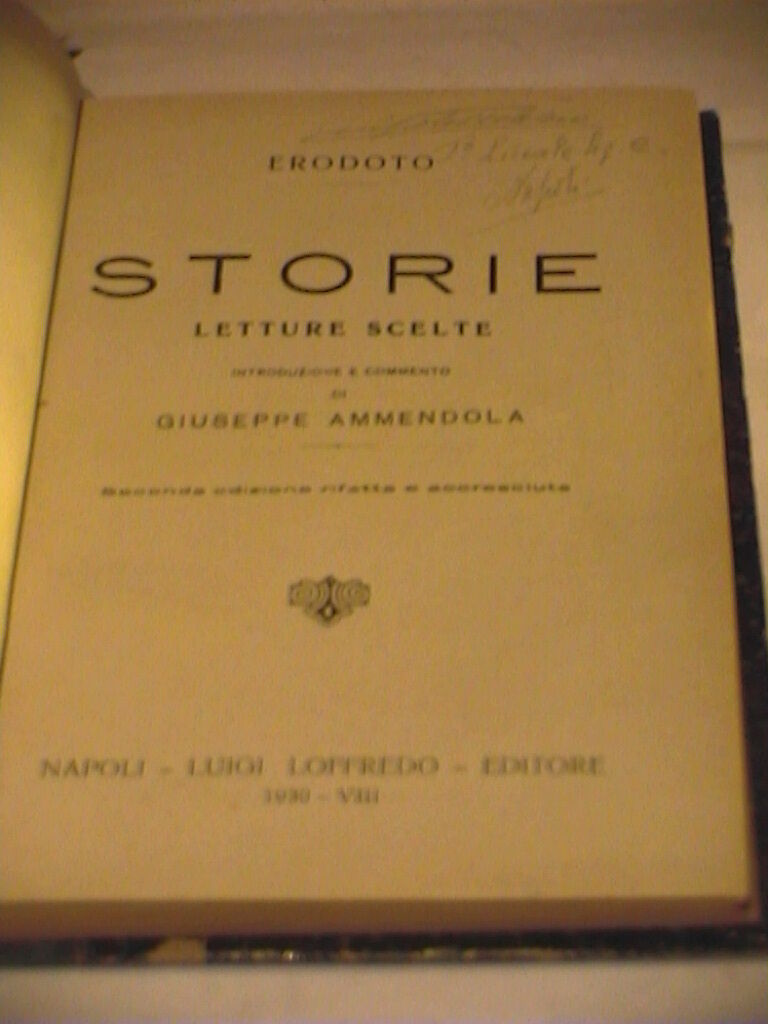 ERODOTO
STORIE
LETTURE SCELTE
INTRODUZIONE E COMMENTO
DI
GIUSEPPE AMMENDOLA
Seconda edizione rifatta e accresciuta
NAPOLI - LUIGI LOFFREDO - EDITORE
1930 - VIII